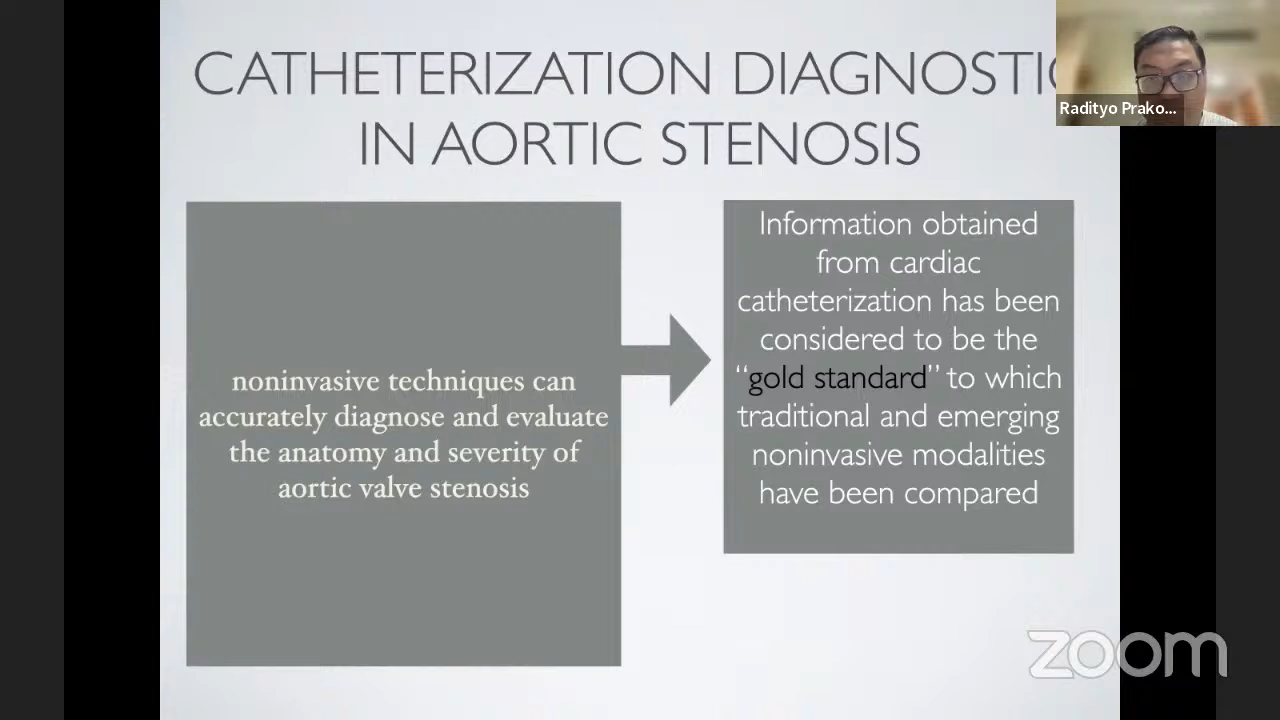 CATHETERIZATION DIAGNOSTIC
IN AORTIC STENOSIS
Radityo Prako...
noninvasive techniques can
accurately diagnose and evaluate
the anatomy and severity of
aortic valve stenosis
Information obtained
from cardiac
catheterization has been
considered to be the
“gold standard” to which
traditional and emerging
noninvasive modalities
have been compared
zoom